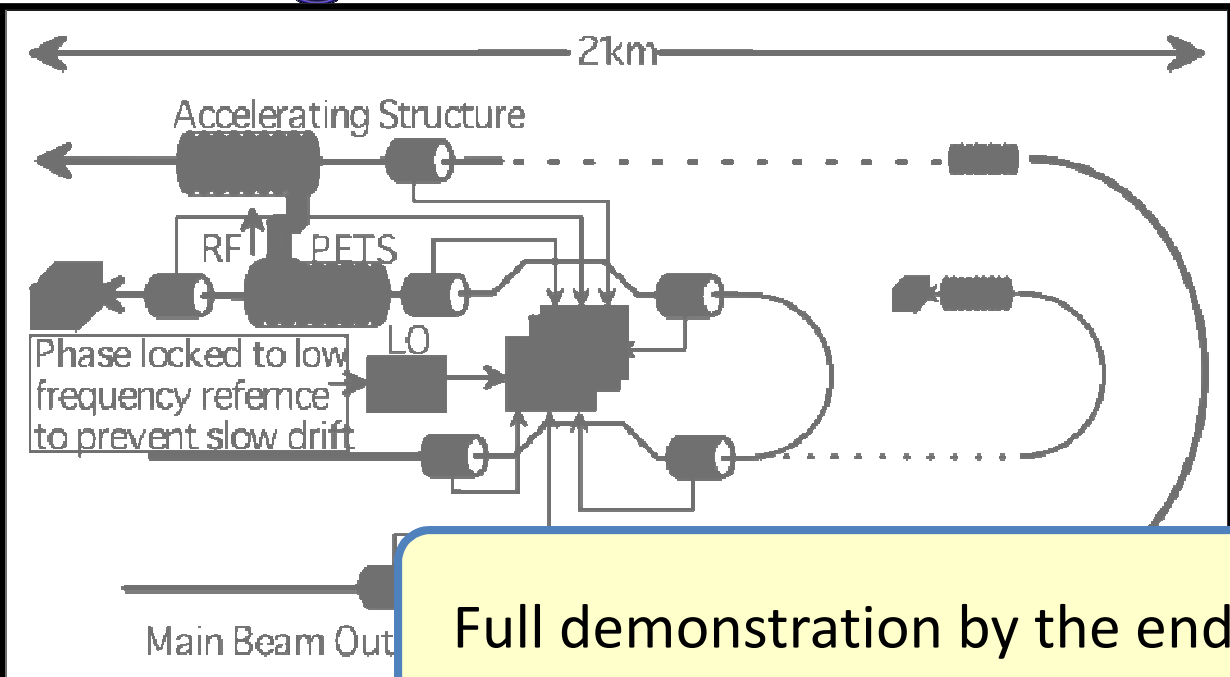 21km
Accelerating Structure
RF
PETS
LO
Phase locked to low
frequency refernce
to prevent slow drift
Main Beam Out
Full demonstration by the end